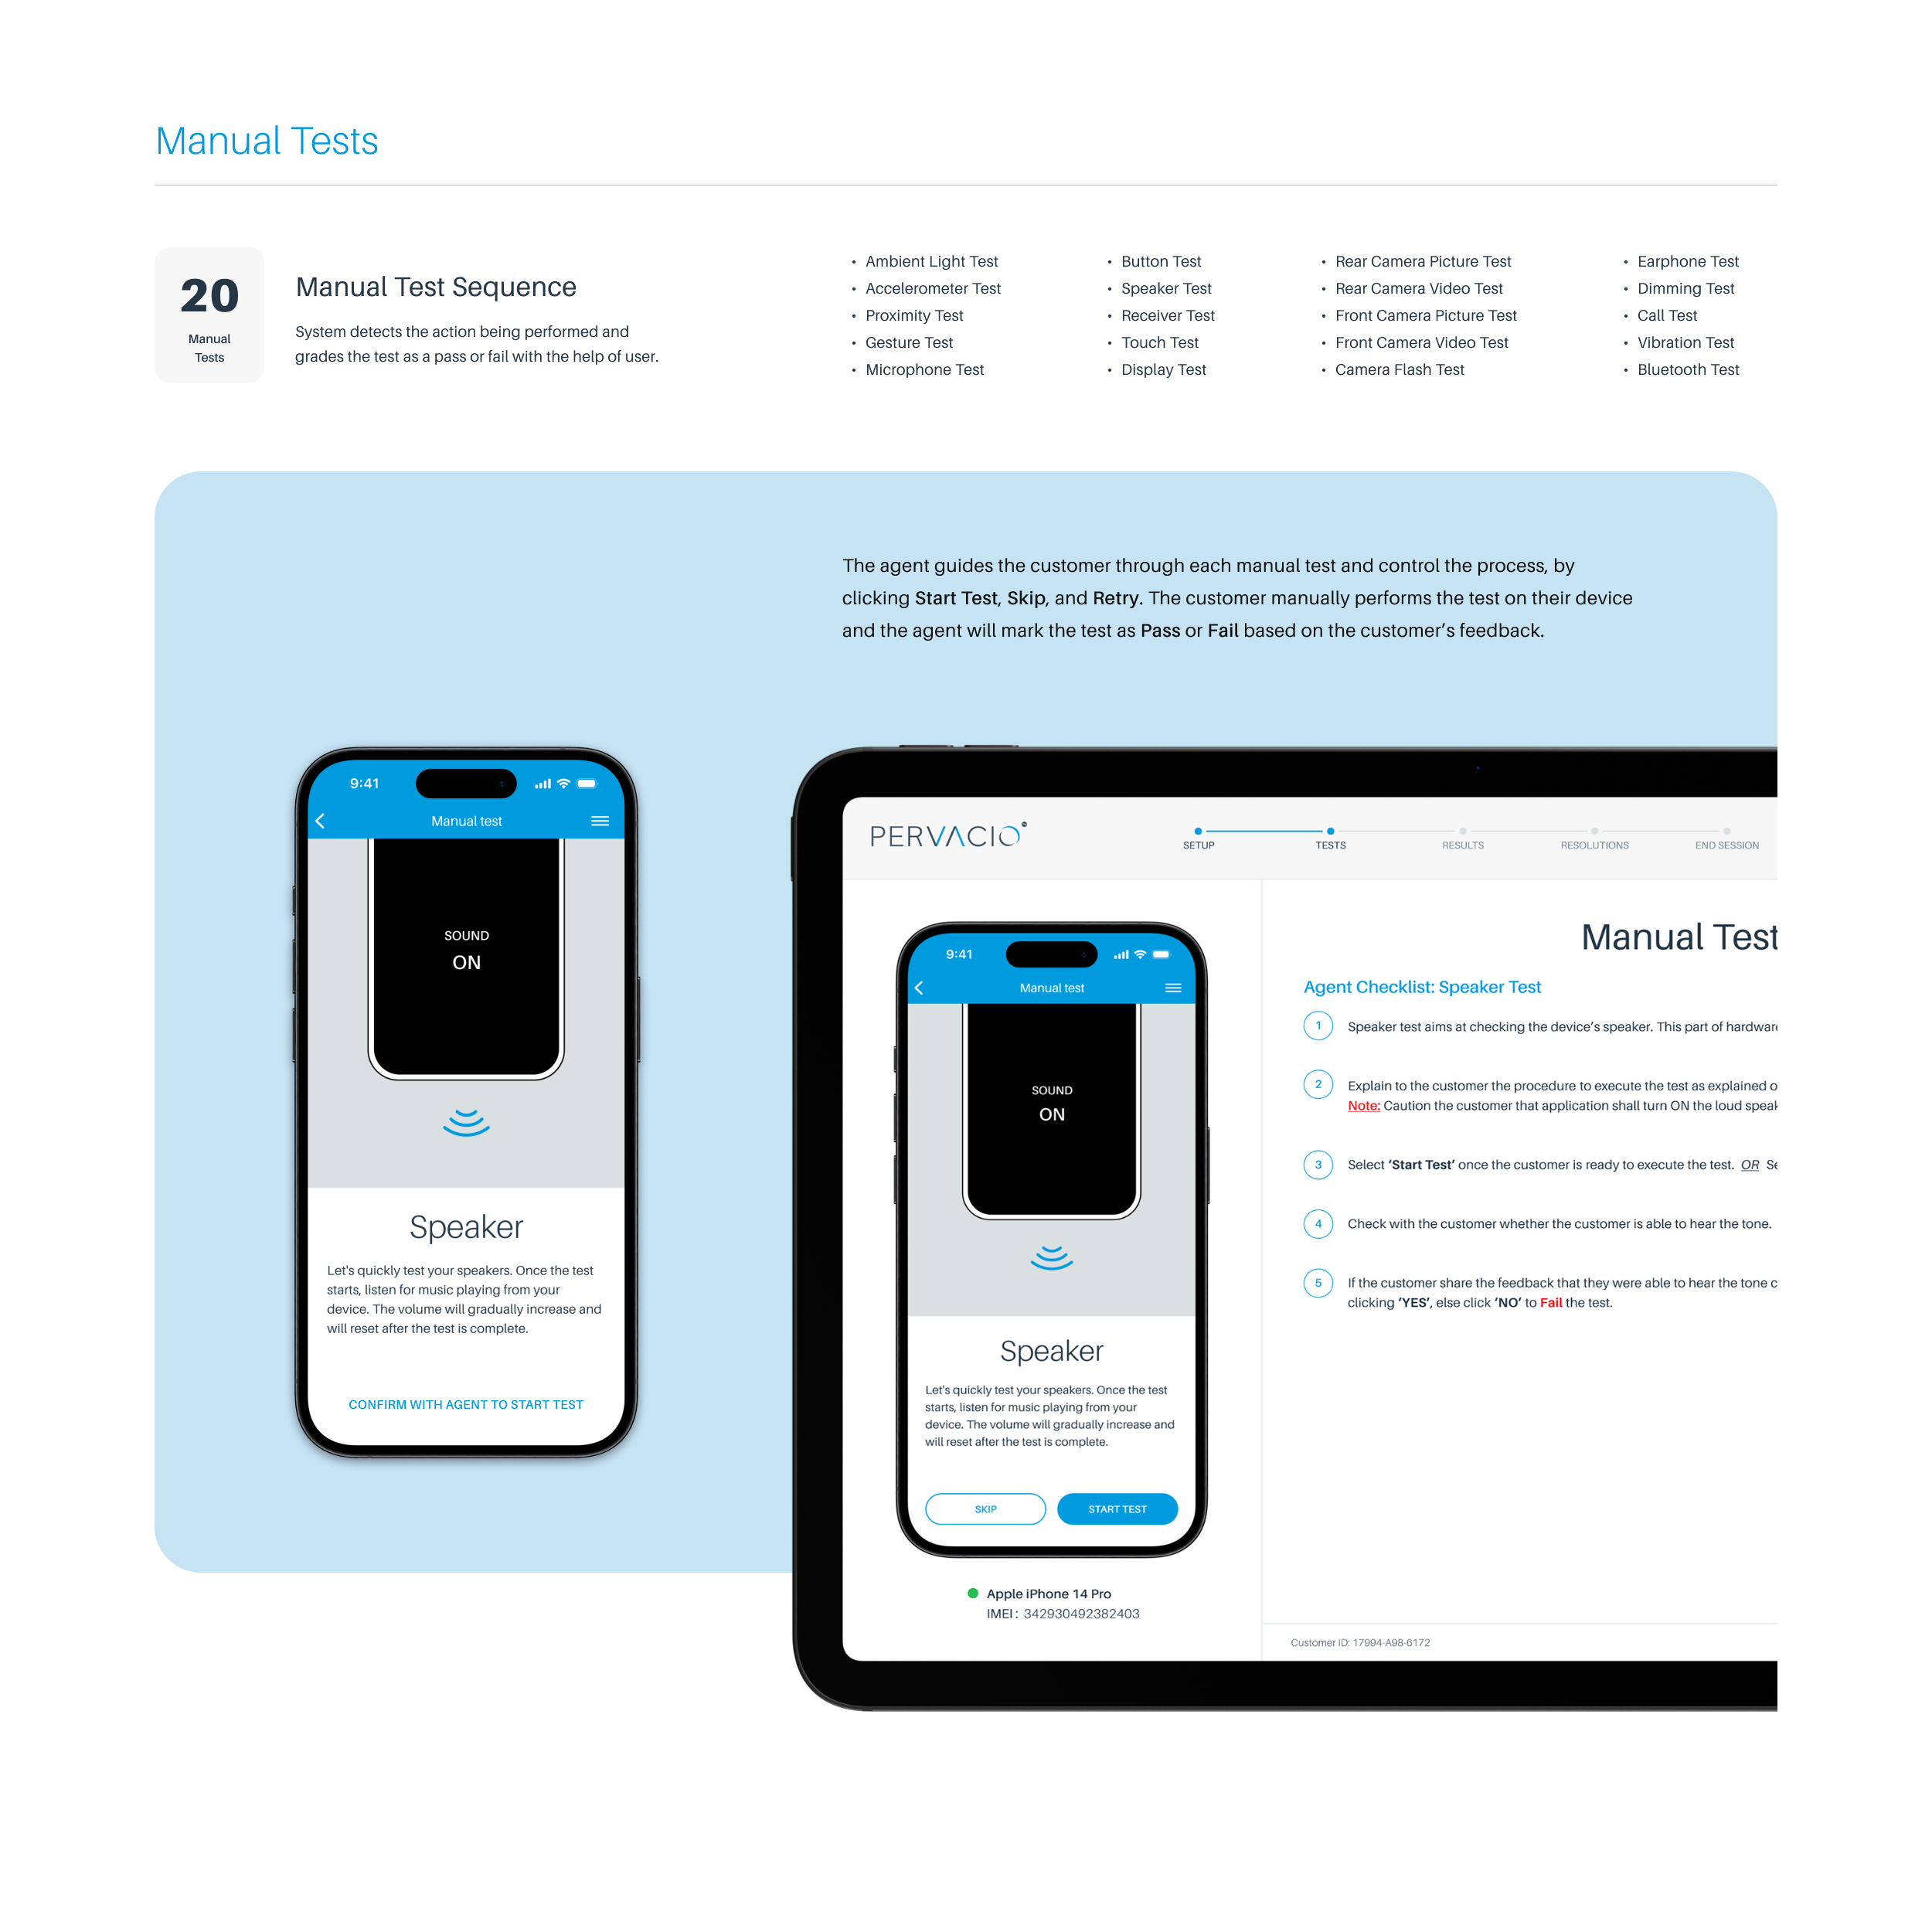 Manual Tests
20
Manual
Tests
Manual Test Sequence
System detects the action being performed and
grades the test as a pass or fail with the help of user.
• Ambient Light Test
• Accelerometer Test
• Proximity Test
• Gesture Test
• Microphone Test
• Button Test
• Speaker Test
• Receiver Test
• Touch Test
• Display Test
• Rear Camera Picture Test
• Rear Camera Video Test
• Front Camera Picture Test
• Front Camera Video Test
• Camera Flash Test
• Earphone Test
• Dimming Test
• Call Test
• Vibration Test
• Bluetooth Test
The agent guides the customer through each manual test and control the process, by
clicking Start Test, Skip, and Retry. The customer manually performs the test on their device
and the agent will mark the test as Pass or Fail based on the customer’s feedback.
9:41
Manual test
SOUND
ON
Speaker
Let's quickly test your speakers. Once the test
starts, listen for music playing from your
device. The volume will gradually increase and
will reset after the test is complete.
CONFIRM WITH AGENT TO START TEST
PERVACIO
SETUP
TESTS
RESULTS
RESOLUTIONS
END SESSION
9:41
Manual test
SOUND
ON
Speaker
Let's quickly test your speakers. Once the test
starts, listen for music playing from your
device. The volume will gradually increase and
will reset after the test is complete.
SKIP
START TEST
Apple iPhone 14 Pro
IMEI : 342930492382403
Manual Test
Agent Checklist: Speaker Test
1
Speaker test aims at checking the device’s speaker. This part of hardware
2
Explain to the customer the procedure to execute the test as explained o
Note: Caution the customer that application shall turn ON the loud speak
3
Select ‘Start Test’ once the customer is ready to execute the test. OR Se
4
Check with the customer whether the customer is able to hear the tone.
5
If the customer share the feedback that they were able to hear the tone c
clicking ‘YES’, else click ‘NO’ to Fail the test.
Customer ID: 17994-A98-6172